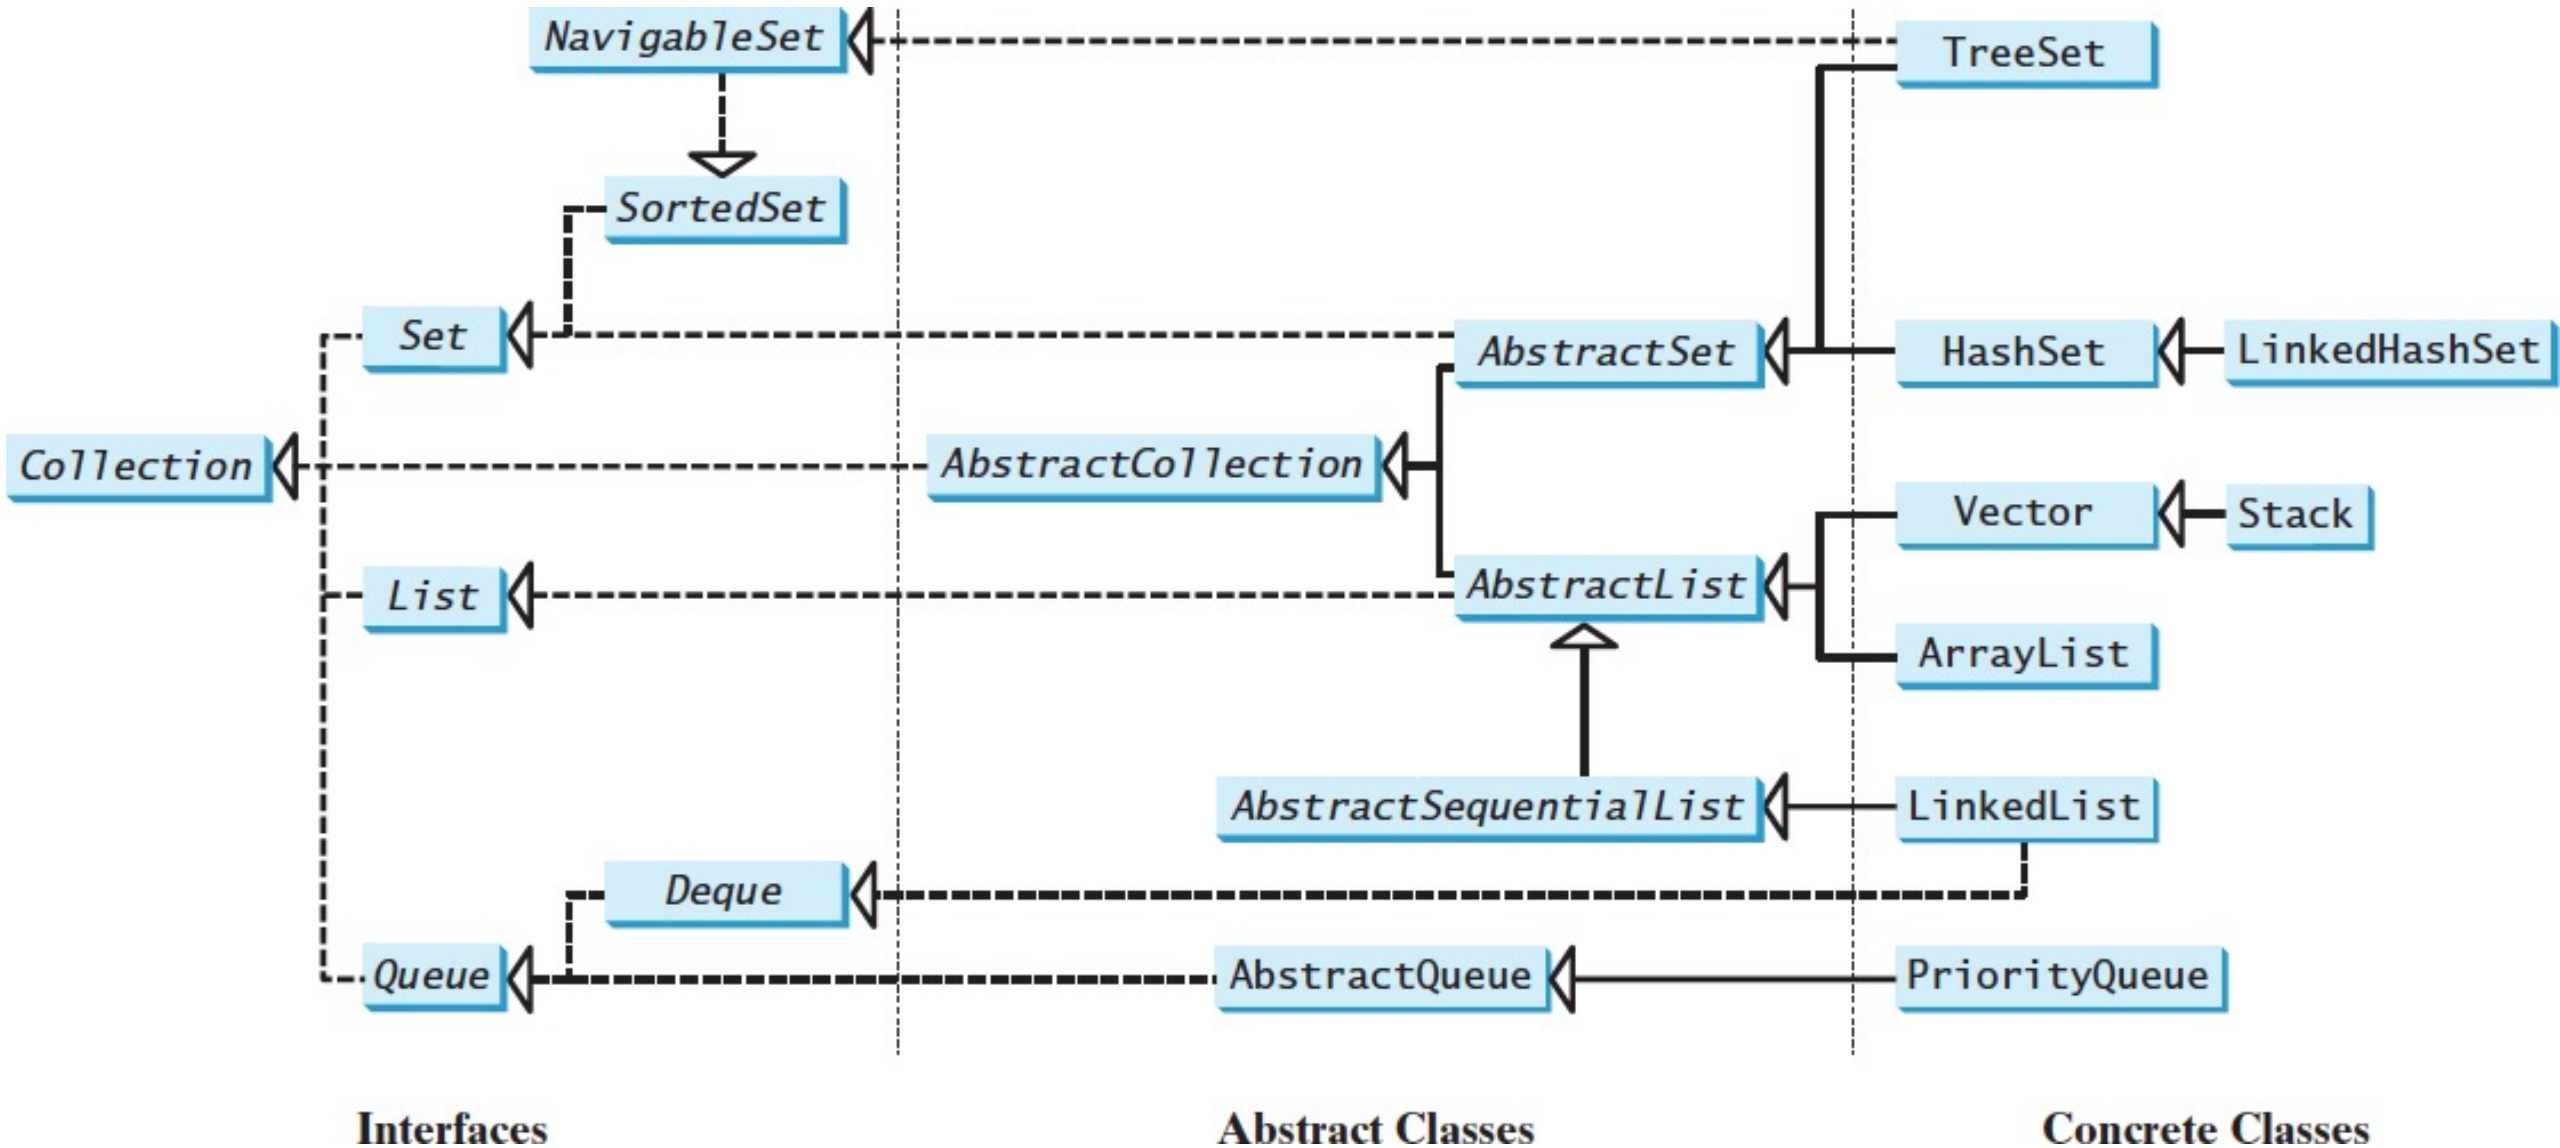 NavigableSet
TreeSet
SortedSet
Set
AbstractSet
HashSet
LinkedHashSet
Collection
AbstractCollection
Vector
Stack
List
AbstractList
ArrayList
AbstractSequentialList
LinkedList
Deque
Queue
AbstractQueue
PriorityQueue
Interfaces
Abstract Classes
Concrete Classes